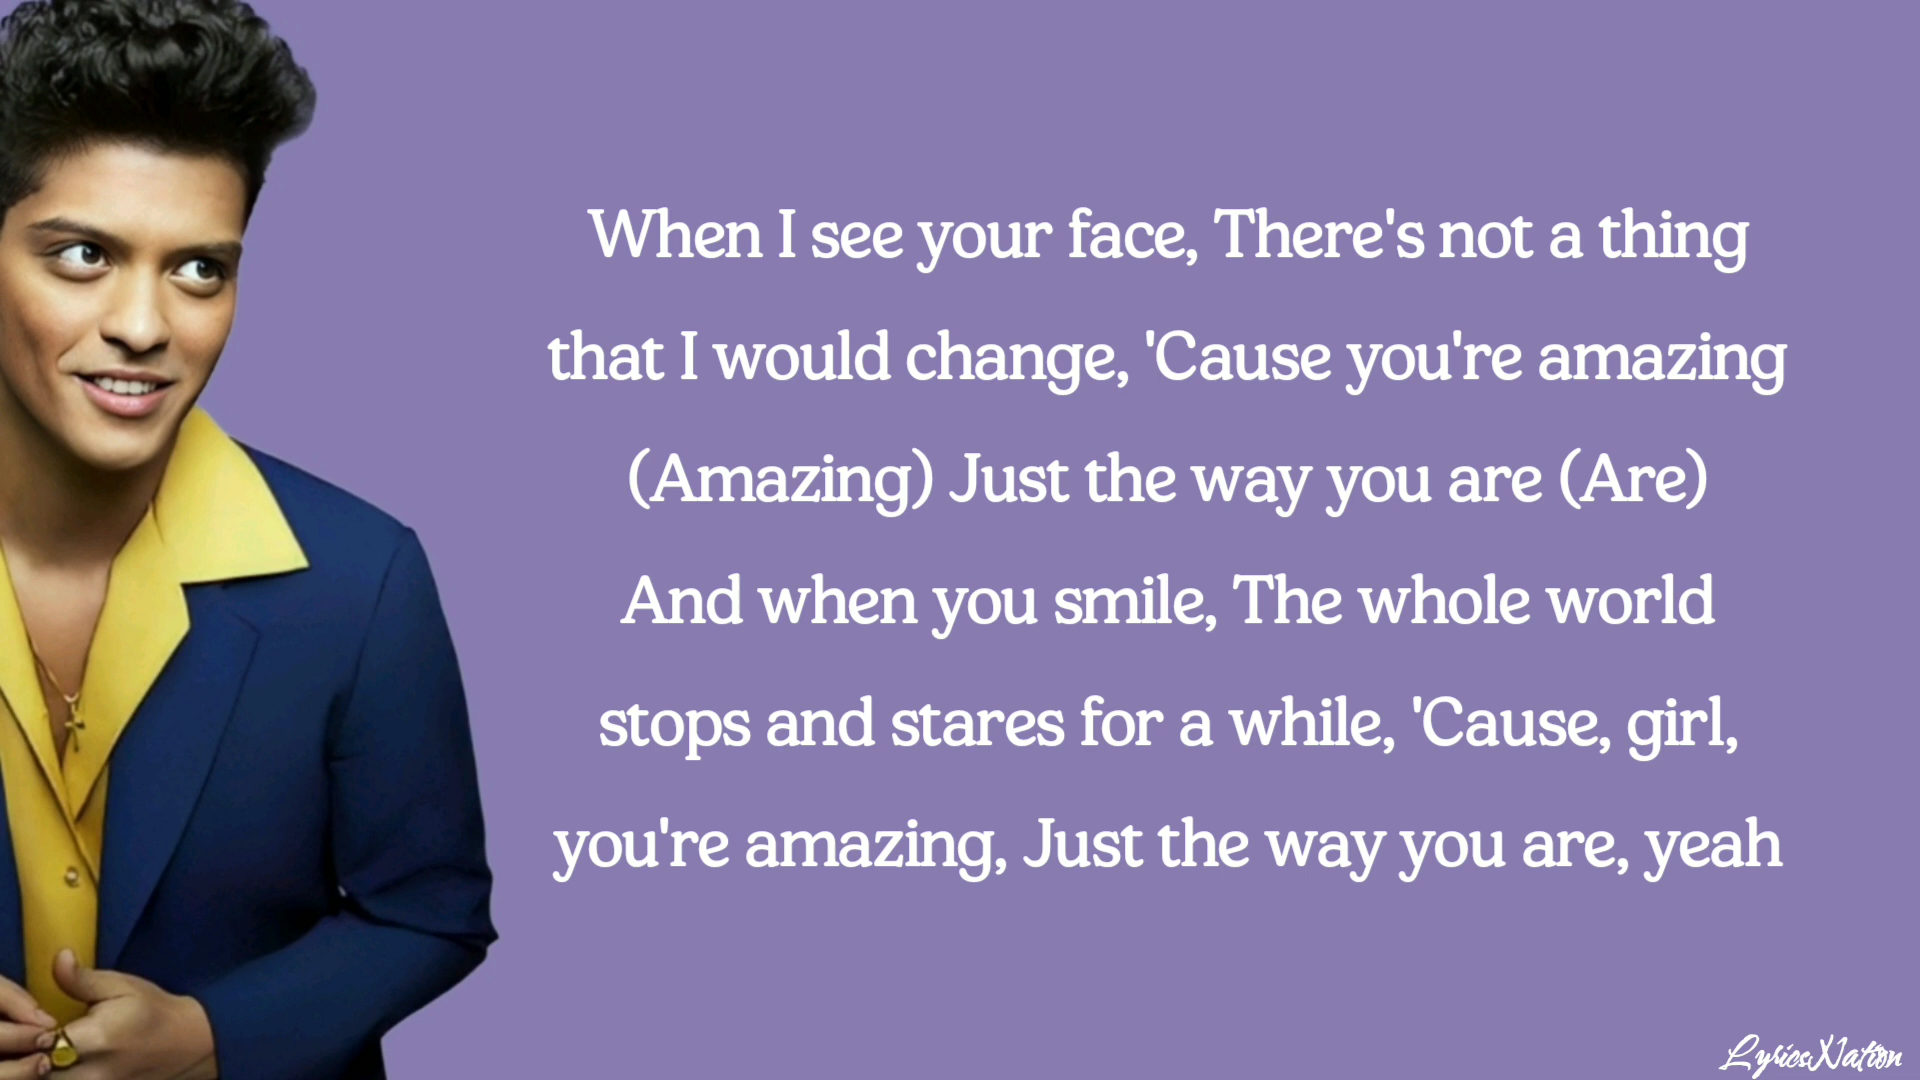 When I see your face, There's not a thing
that I would change, 'Cause you're amazing
(Amazing) Just the way you are (Are)
And when you smile, The whole world
stops and stares for a while, 'Cause, girl,
you're amazing, Just the way you are, yeah
LyricsNation